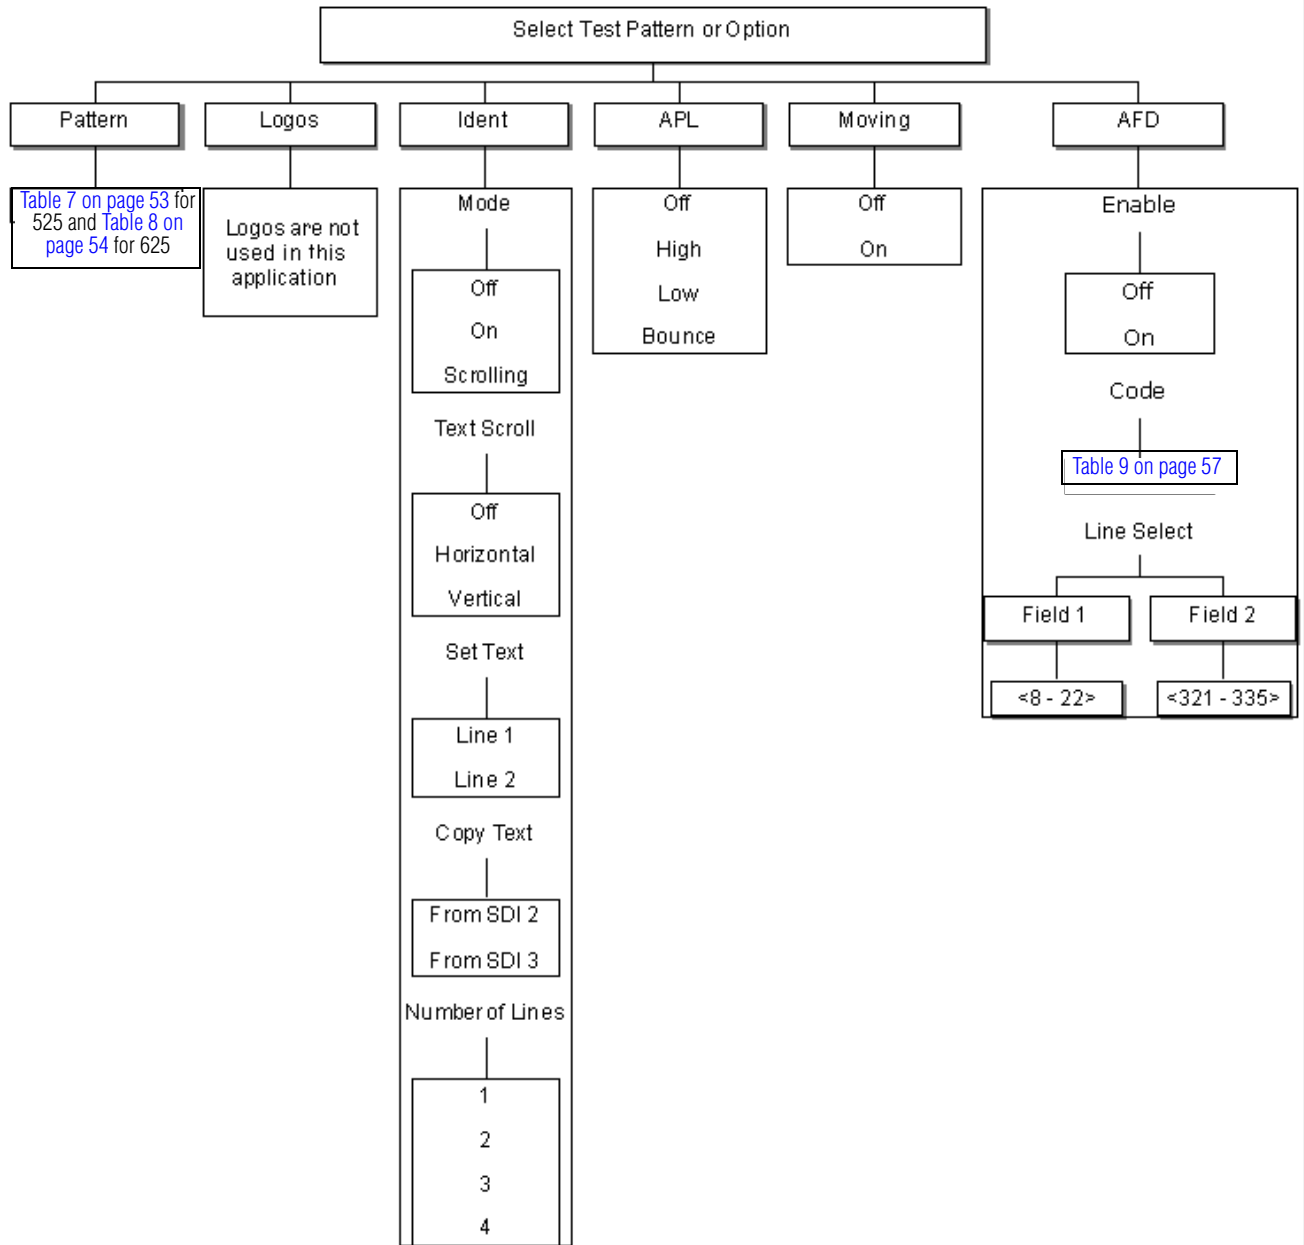 Select Test Pattern or Option
Pattern
Logos
Ident
APL
Moving
AFD
Table 7 on page 53 for
525 and Table 8 on
page 54 for 625
Logos are not
used in this
application
Mode
Off
On
Scrolling
Text Scroll
Off
Horizontal
Vertical
Set Text
Line 1
Line 2
Copy Text
From SDI 2
From SDI 3
Number of Lines
1
2
3
4
Off
High
Low
Bounce
Off
On
Enable
Off
On
Code
Table 9 on page 57
Line Select
Field 1
Field 2
<8 - 22>
<321 - 335>